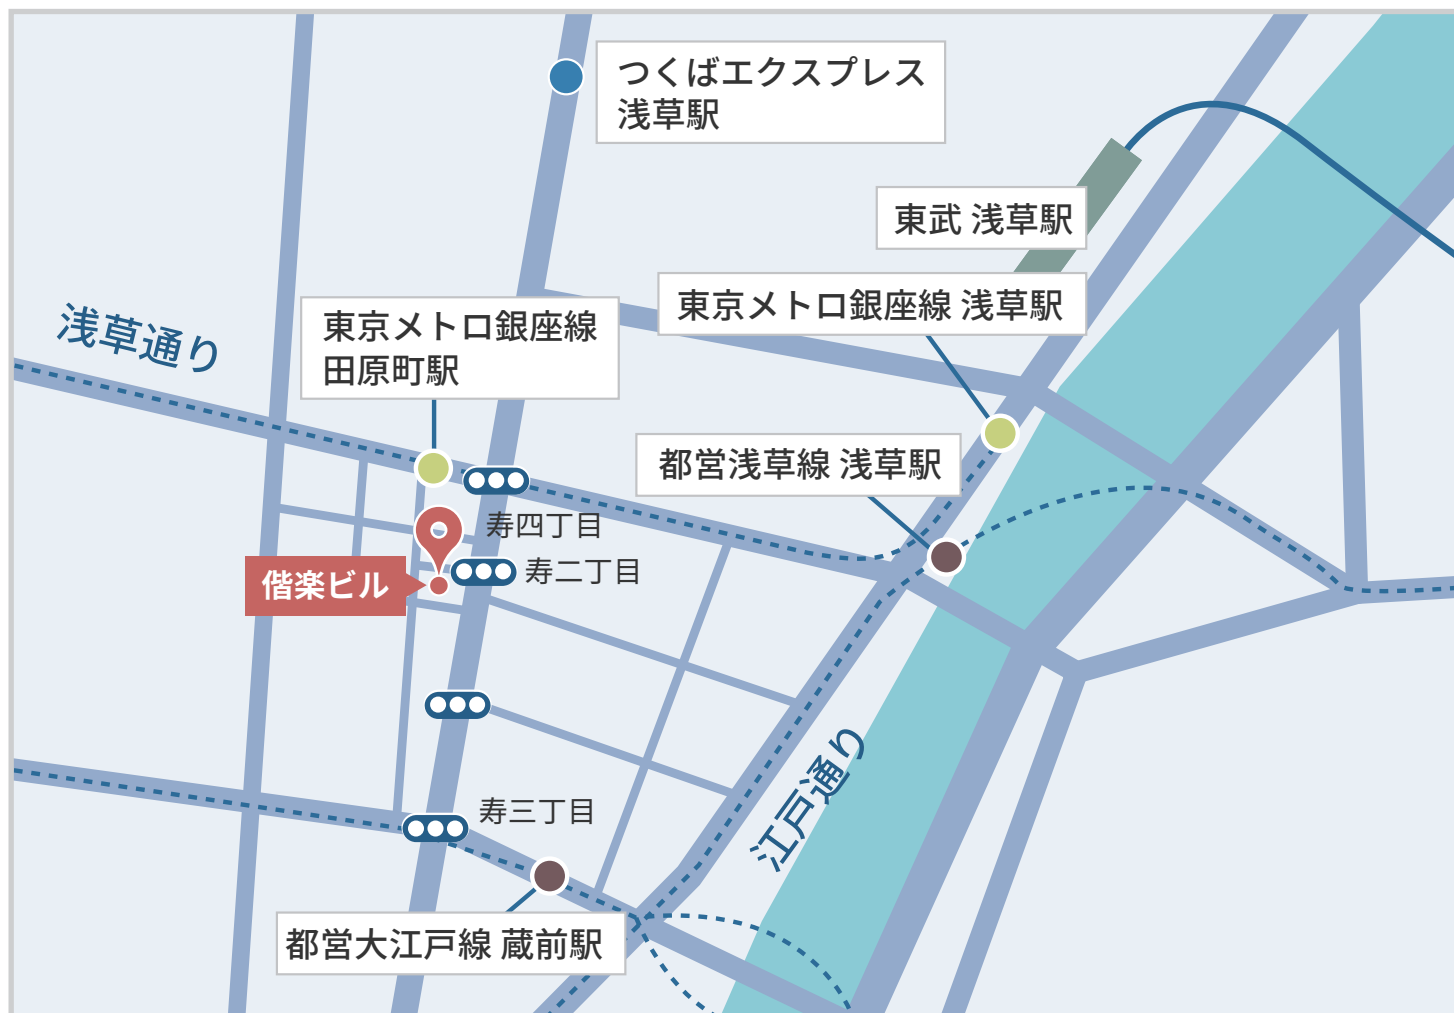 つくばエクスプレス
浅草駅
東武 浅草駅
東京メトロ銀座線 浅草駅
浅草通り
東京メトロ銀座線
田原町駅
都営浅草線 浅草駅
寿四丁目
偕楽ビル
寿二丁目
江戸通り
寿三丁目
都営大江戸線 蔵前駅